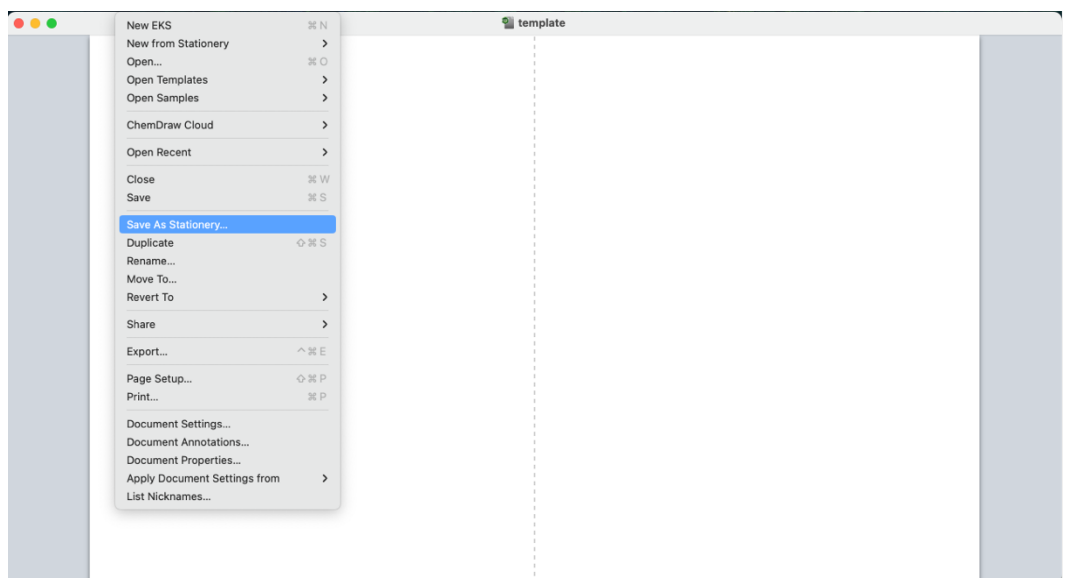 template
New EKS ⌘ N
New from Stationery >
Open... ⌘ O
Open Templates >
Open Samples >
ChemDraw Cloud >
Open Recent >
Close ⌘ W
Save ⌘ S
Save As Stationery...
Duplicate ⇧ ⌘ S
Rename...
Move To...
Revert To >
Share >
Export... ^ ⌘ E
Page Setup... ⇧ ⌘ P
Print... ⌘ P
Document Settings...
Document Annotations...
Document Properties...
Apply Document Settings from >
List Nicknames...